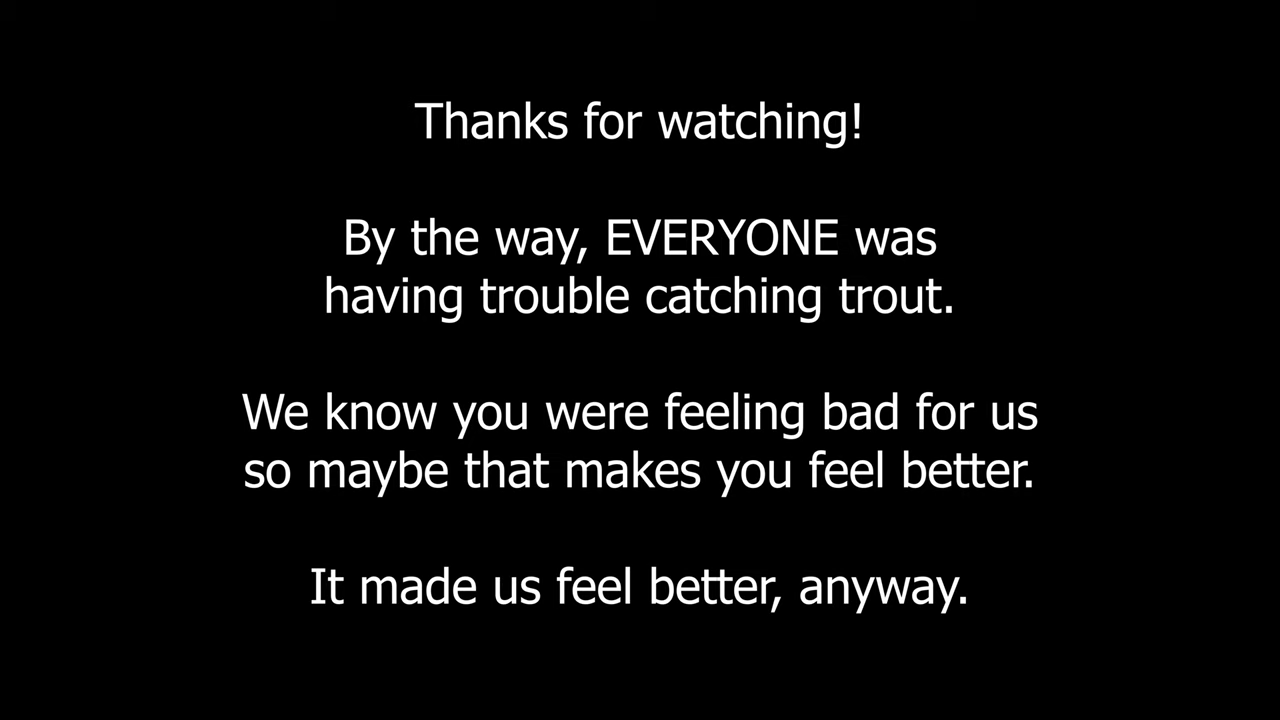 Thanks for watching!
By the way, EVERYONE was
having trouble catching trout.
We know you were feeling bad for us
so maybe that makes you feel better.
It made us feel better, anyway.